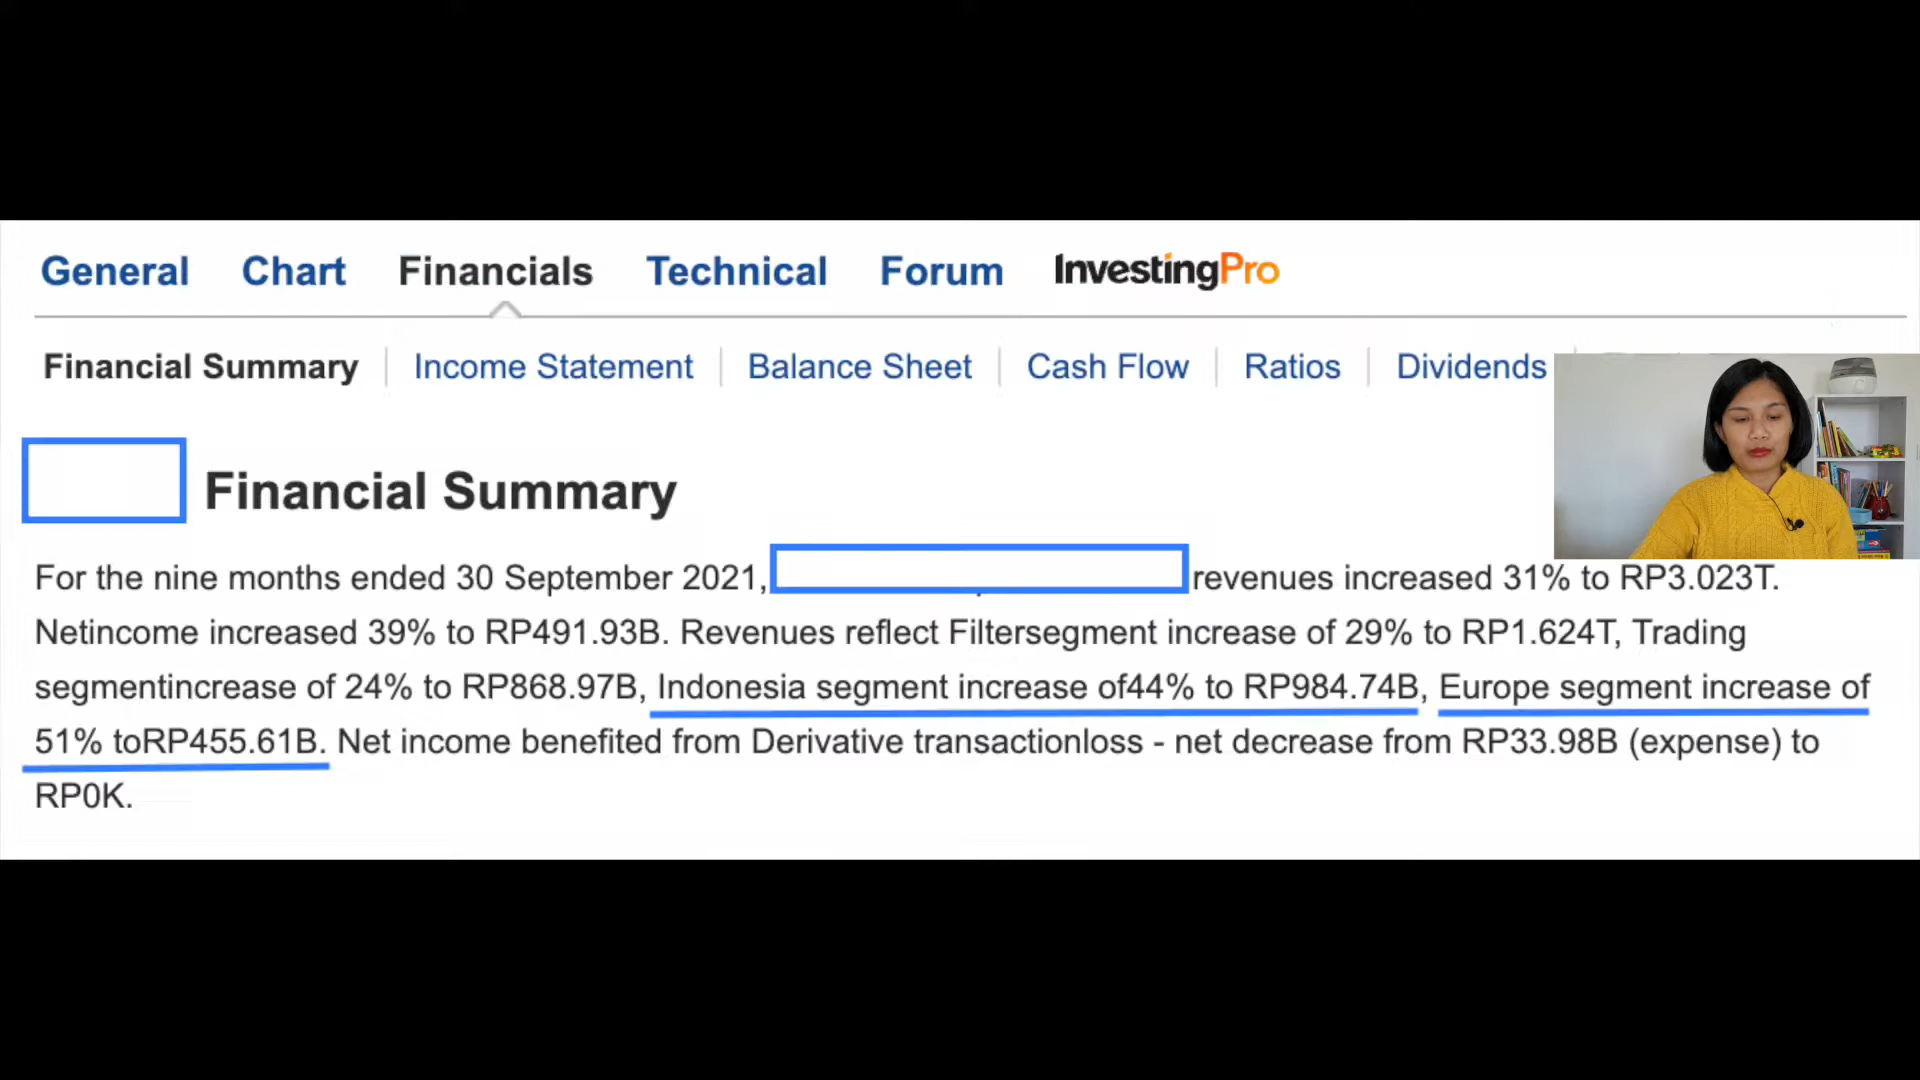 General Chart Financials Technical Forum InvestingPro
Financial Summary Income Statement Balance Sheet Cash Flow Ratios Dividends
Financial Summary
For the nine months ended 30 September 2021, revenues increased 31% to RP3.023T.
Netincome increased 39% to RP491.93B. Revenues reflect Filtersegment increase of 29% to RP1.624T, Trading
segmentincrease of 24% to RP868.97B, Indonesia segment increase of44% to RP984.74B, Europe segment increase of
51% toRP455.61B. Net income benefited from Derivative transactionloss - net decrease from RP33.98B (expense) to
RP0K.